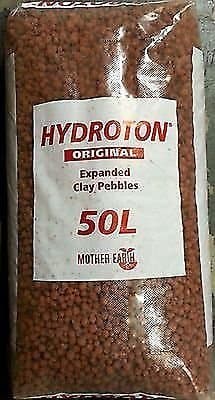 HYDROTON®
ORIGINAL
Expanded
Clay Pebbles
50L
MOTHER EARTH